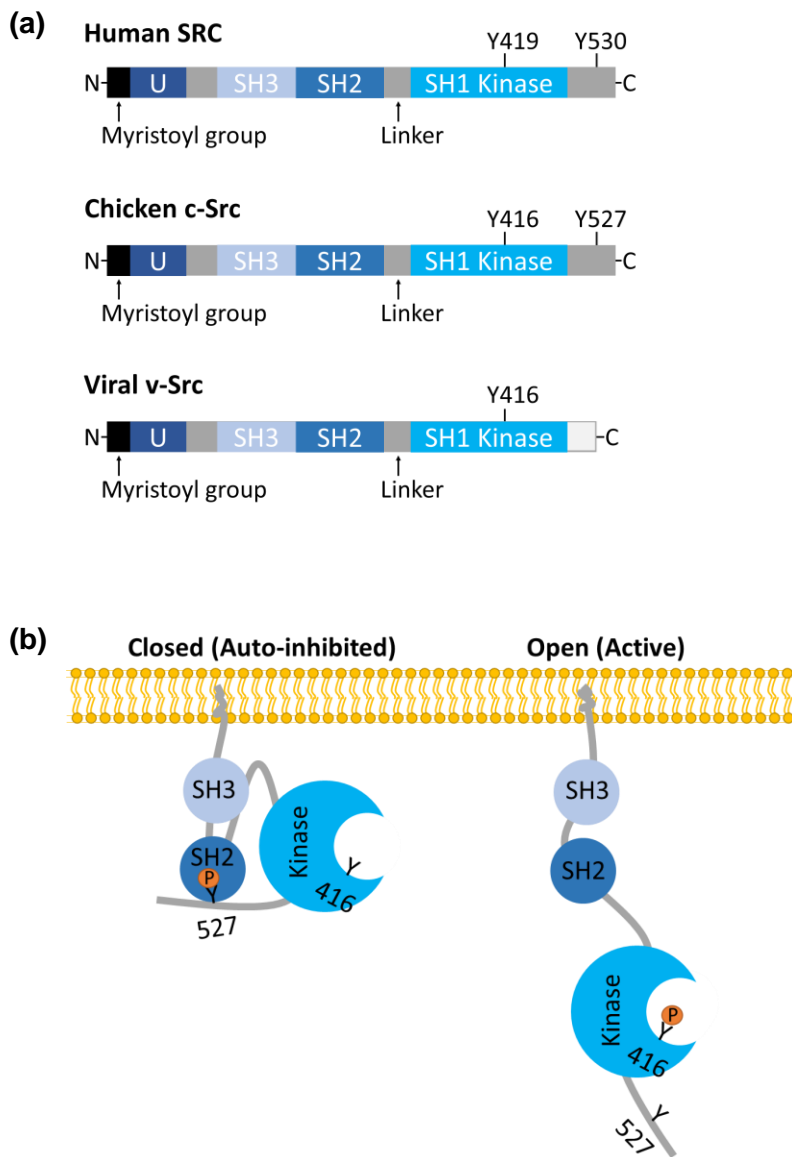 (a)
Human SRC
Y419 Y530
N- U SH3 SH2 SH1 Kinase -C
Myristoyl group Linker
Chicken c-Src
Y416 Y527
N- U SH3 SH2 SH1 Kinase -C
Myristoyl group Linker
Viral v-Src
Y416
N- U SH3 SH2 SH1 Kinase -C
Myristoyl group Linker
(b)
Closed (Auto-inhibited) Open (Active)
SH3
SH2
P
Y
527
Kinase
Y
416
SH3
SH2
Kinase
P
Y
416
Y
527